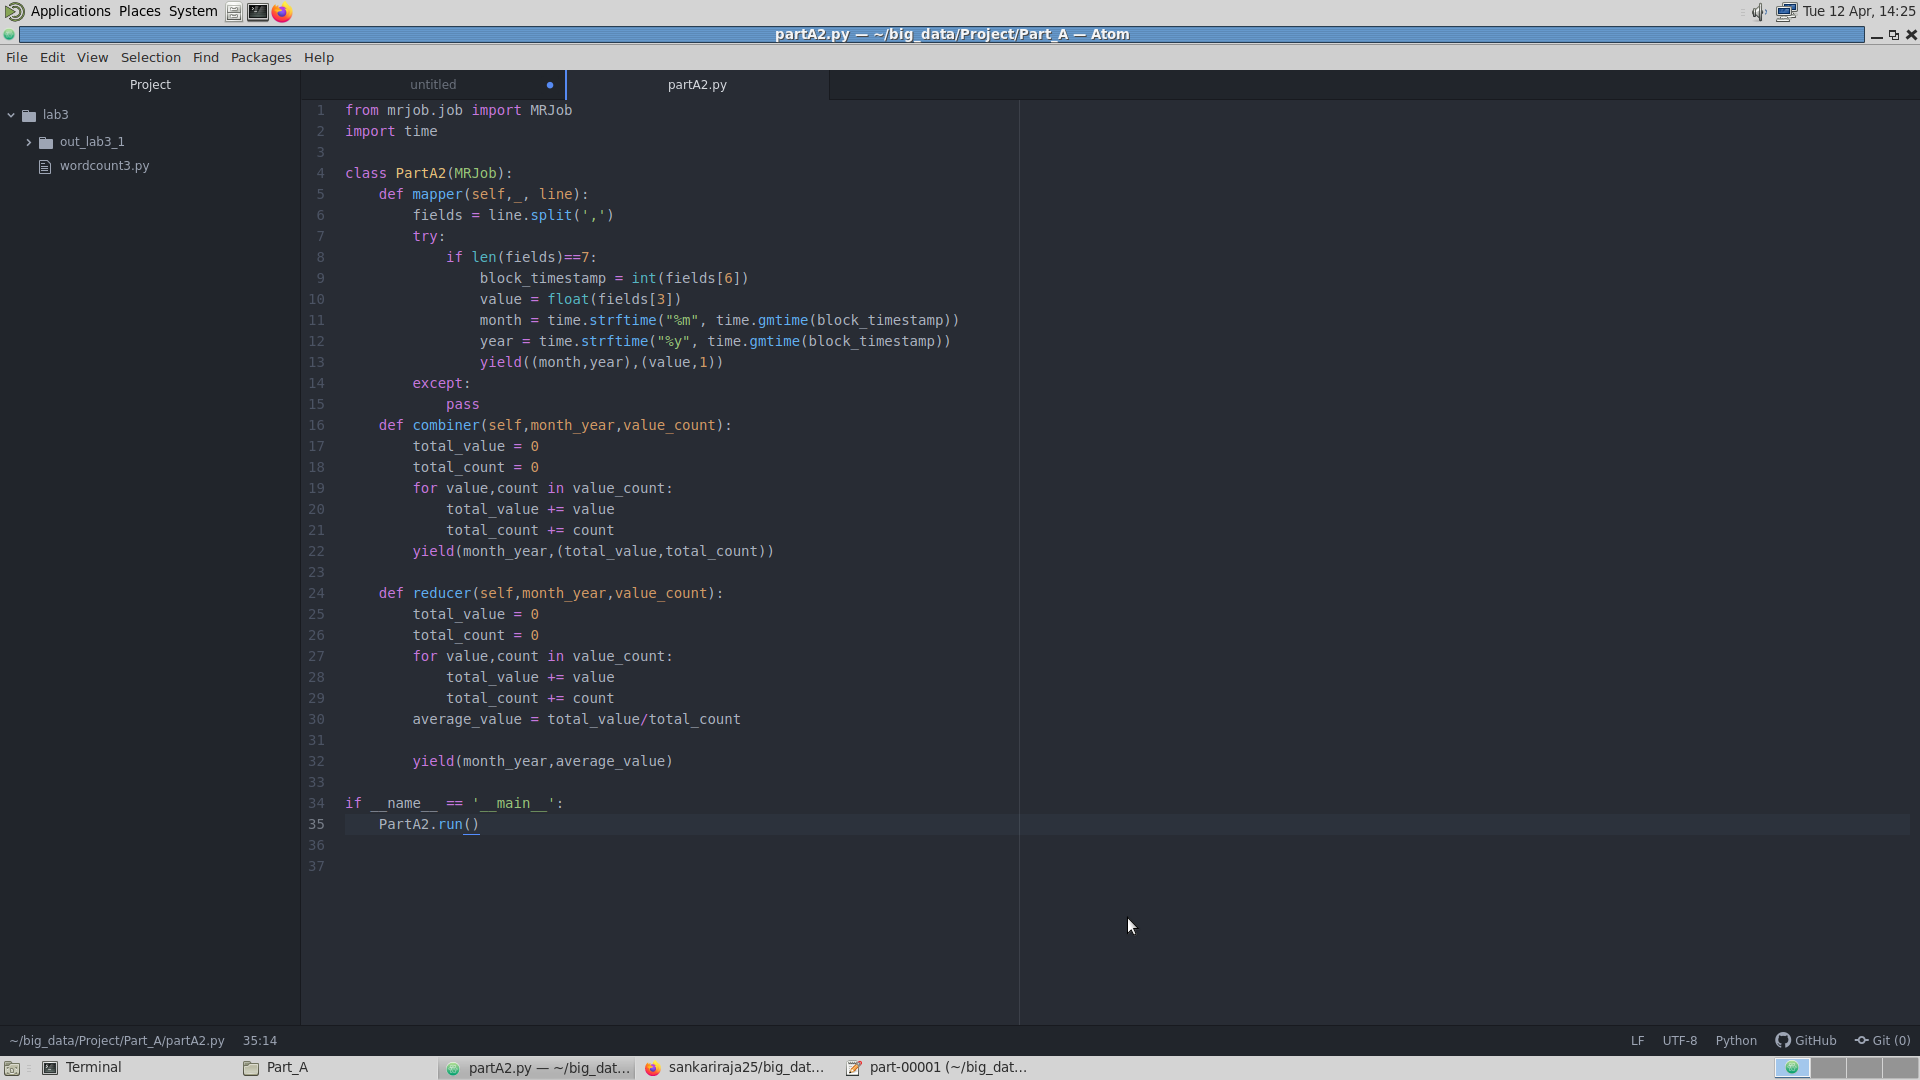 Applications Places System
Tue 12 Apr, 14:25
partA2.py — ~/big_data/Project/Part_A — Atom
File Edit View Selection Find Packages Help
Project
untitled
partA2.py
lab3
out_lab3_1
wordcount3.py
1 from mrjob.job import MRJob
2 import time
3
4 class PartA2(MRJob):
5     def mapper(self,_, line):
6         fields = line.split(',')
7         try:
8             if len(fields)==7:
9                 block_timestamp = int(fields[6])
10                 value = float(fields[3])
11                 month = time.strftime("%m", time.gmtime(block_timestamp))
12                 year = time.strftime("%y", time.gmtime(block_timestamp))
13                 yield((month,year),(value,1))
14         except:
15             pass
16     def combiner(self,month_year,value_count):
17         total_value = 0
18         total_count = 0
19         for value,count in value_count:
20             total_value += value
21             total_count += count
22         yield(month_year,(total_value,total_count))
23
24     def reducer(self,month_year,value_count):
25         total_value = 0
26         total_count = 0
27         for value,count in value_count:
28             total_value += value
29             total_count += count
30         average_value = total_value/total_count
31
32         yield(month_year,average_value)
33
34 if __name__ == '__main__':
35     PartA2.run()
36
37
~/big_data/Project/Part_A/partA2.py 35:14
LF UTF-8 Python GitHub Git (0)
Terminal
Part_A
partA2.py — ~/big_dat...
sankariraja25/big_dat...
part-00001 (~/big_dat...